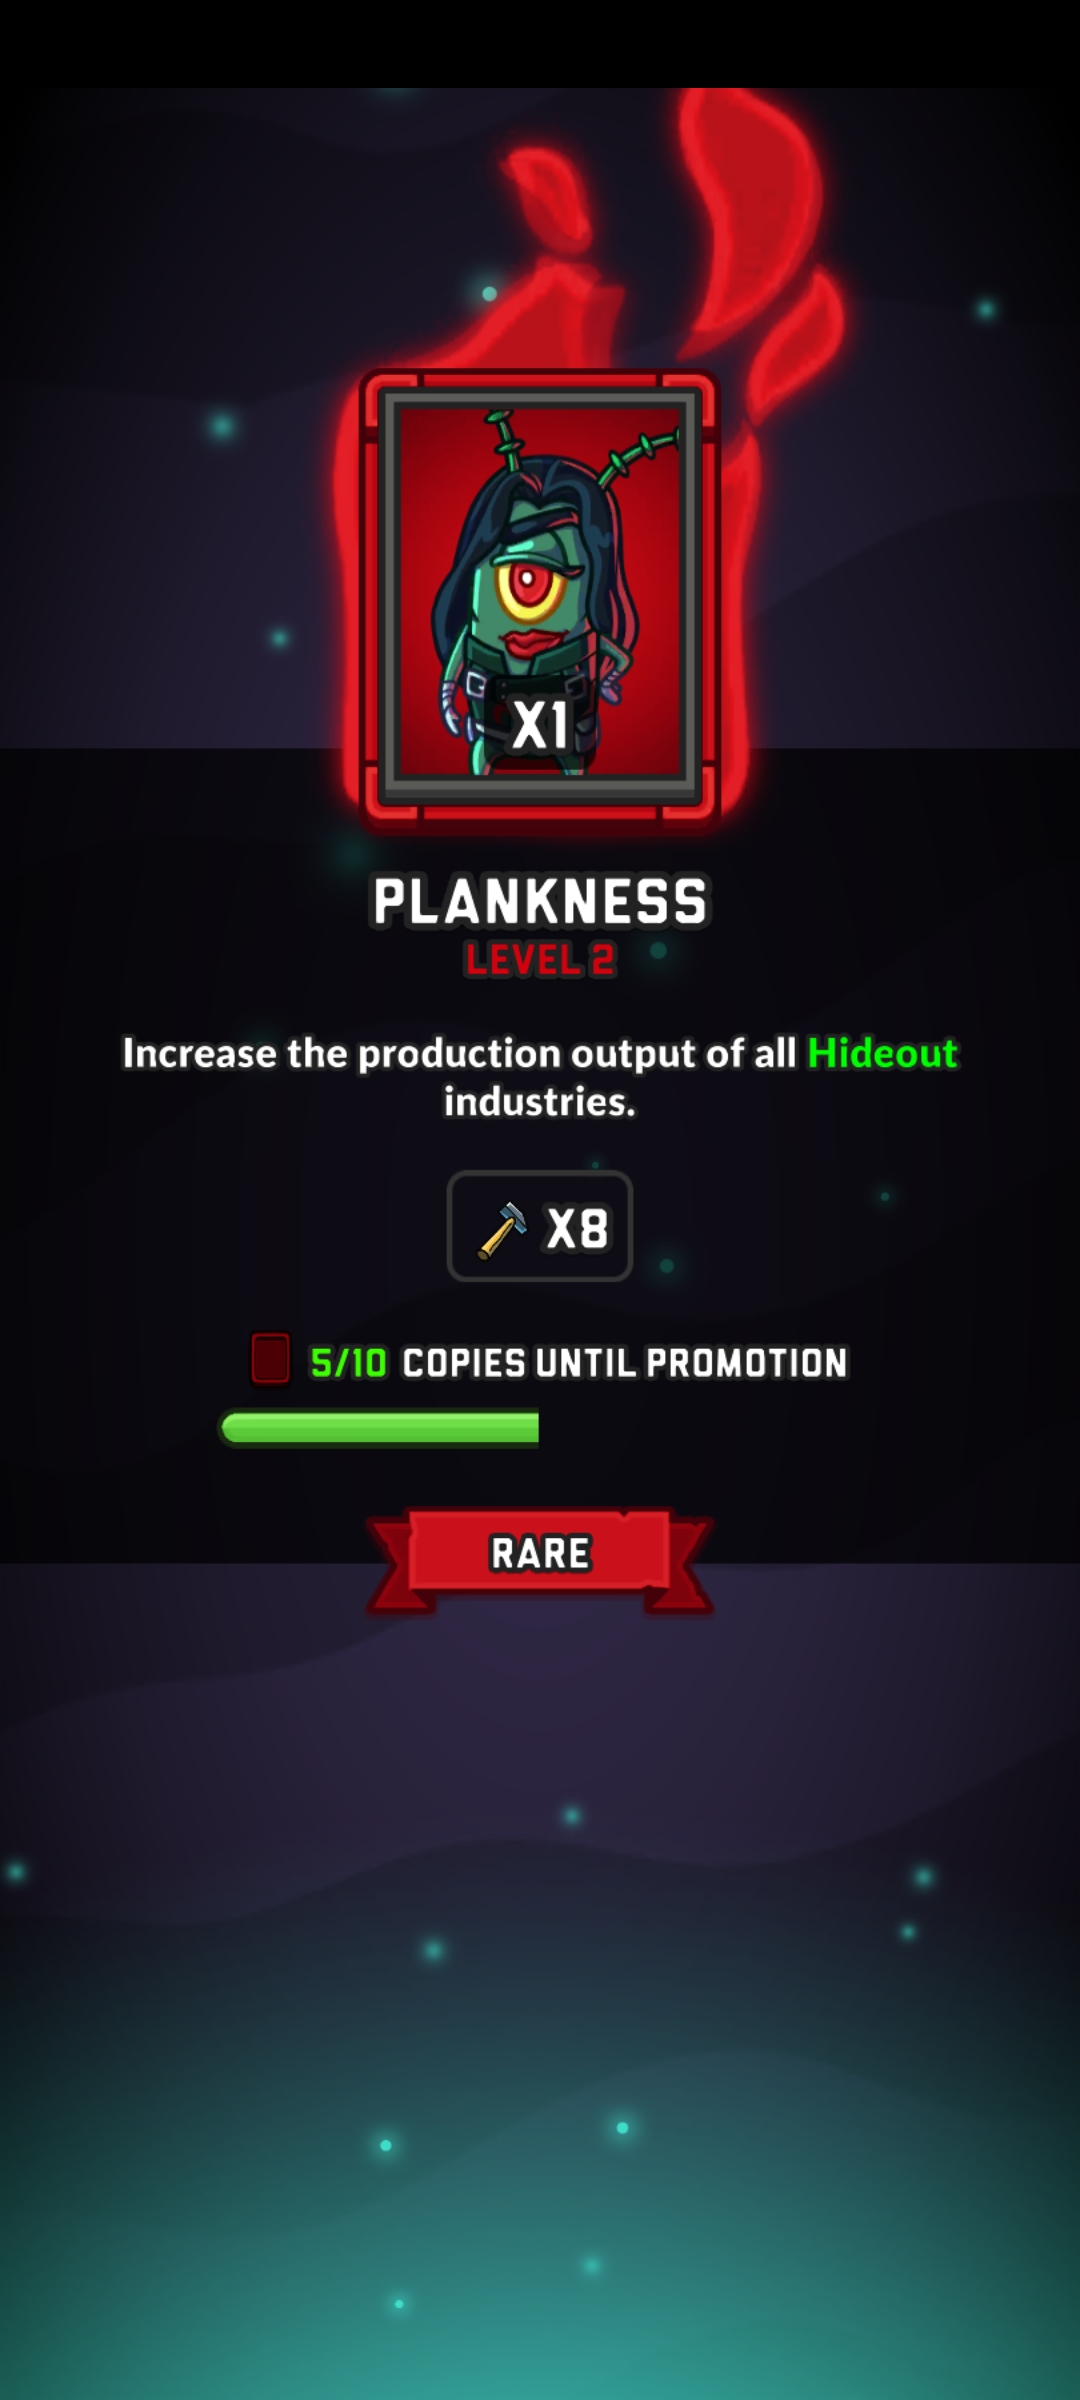 X1
PLANKNESS
LEVEL 2
Increase the production output of all Hideout
industries.
X8
5/10 COPIES UNTIL PROMOTION
RARE